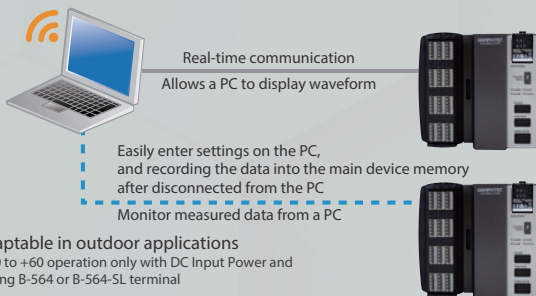 Real-time communication
Allows a PC to display waveform
Easily enter settings on the PC,
and recording the data into the main device memory
after disconnected from the PC
Monitor measured data from a PC
aptable in outdoor applications
to +60 operation only with DC Input Power and
ng B-564 or B-564-SL terminal